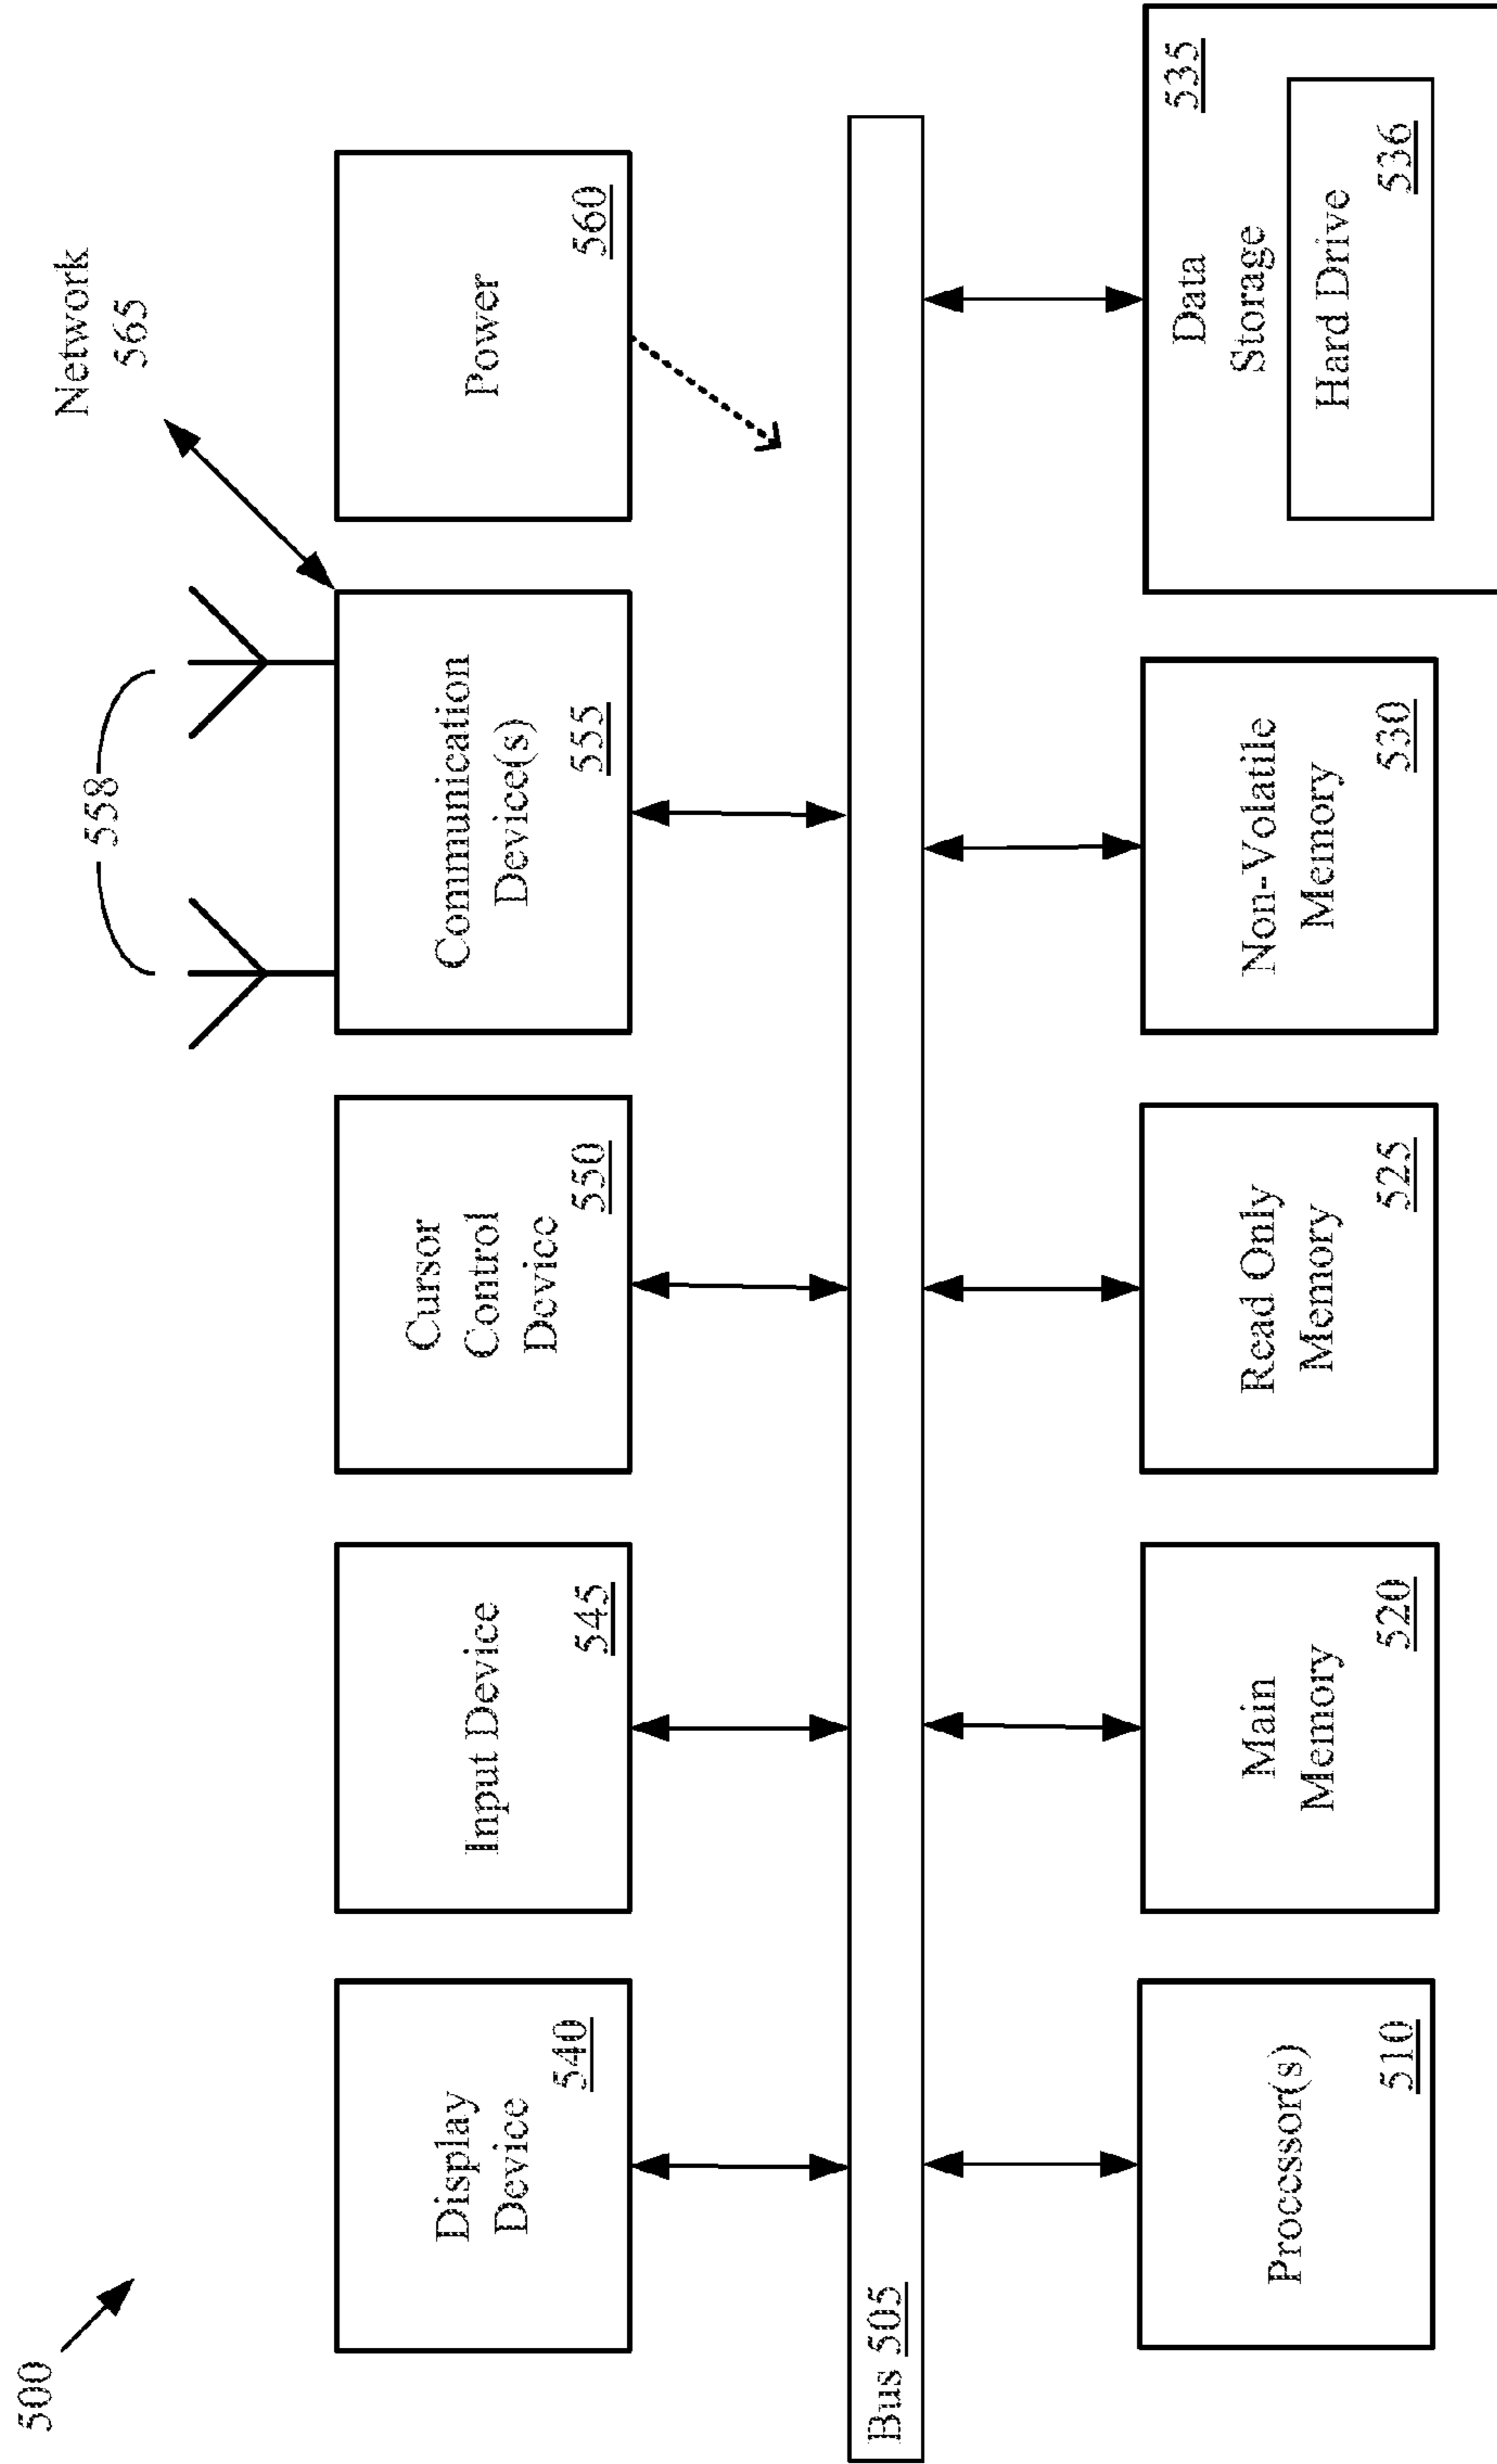 500
Network
565
558
Display
Device
540
Input Device
545
Cursor
Control
Device
550
Communication
Device(s)
555
Power
560
Bus 505
Processor(s)
510
Main
Memory
520
Read Only
Memory
525
Non-Volatile
Memory
530
Data
Storage
535
Hard Drive
536